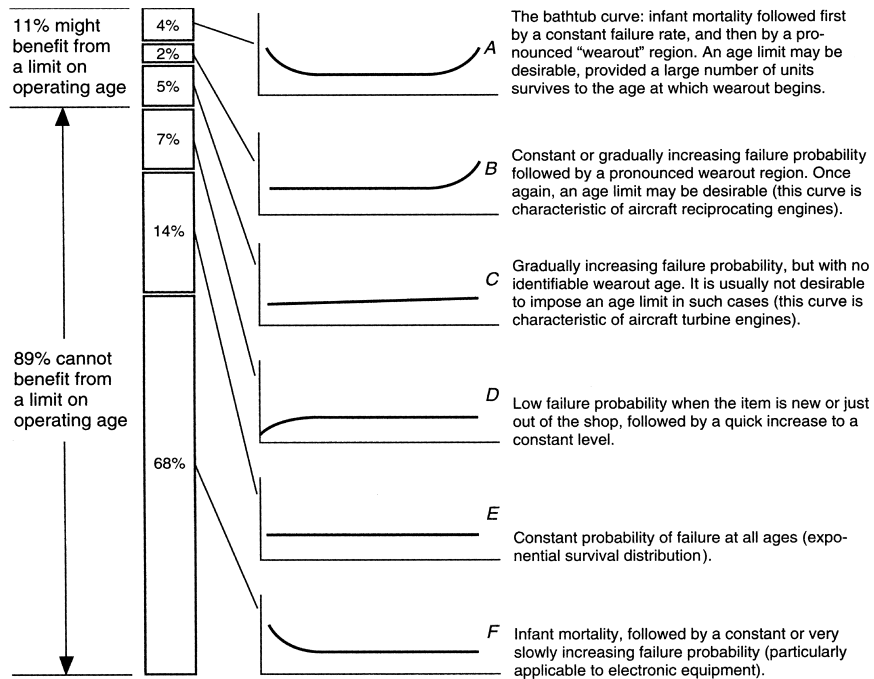 11% might
benefit from
a limit on
operating age
89% cannot
benefit from
a limit on
operating age
4%
2%
5%
7%
14%
68%
A
The bathtub curve: infant mortality followed first
by a constant failure rate, and then by a pro-
nounced “wearout” region. An age limit may be
desirable, provided a large number of units
survives to the age at which wearout begins.
B
Constant or gradually increasing failure probability
followed by a pronounced wearout region. Once
again, an age limit may be desirable (this curve is
characteristic of aircraft reciprocating engines).
C
Gradually increasing failure probability, but with no
identifiable wearout age. It is usually not desirable
to impose an age limit in such cases (this curve is
characteristic of aircraft turbine engines).
D
Low failure probability when the item is new or just
out of the shop, followed by a quick increase to a
constant level.
E
Constant probability of failure at all ages (expo-
nential survival distribution).
F
Infant mortality, followed by a constant or very
slowly increasing failure probability (particularly
applicable to electronic equipment).